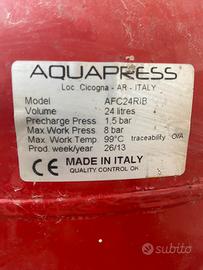 AQUAPRESS
Loc. Cicogna - AR - ITALY
Model AFC24RIB
Volume 24 litres
Precharge Press 1,5 bar
Max.Work Press 8 bar
Max.Work Temp 99°C traceability O/A
Prod. week/year 26/13
CE MADE IN ITALY
QUALITY CONTROL OK
subito